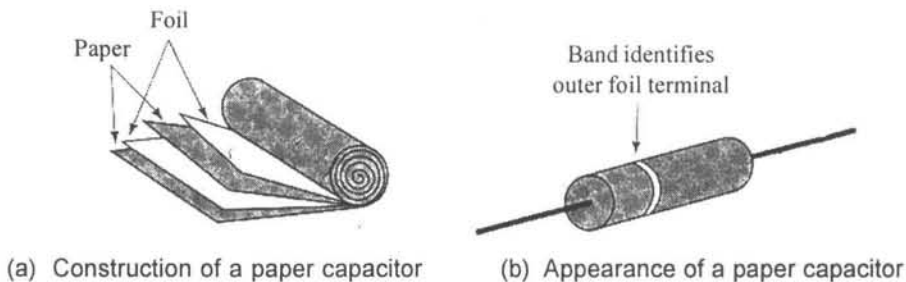 Foil
Paper
Band identifies
outer foil terminal
(a) Construction of a paper capacitor
(b) Appearance of a paper capacitor